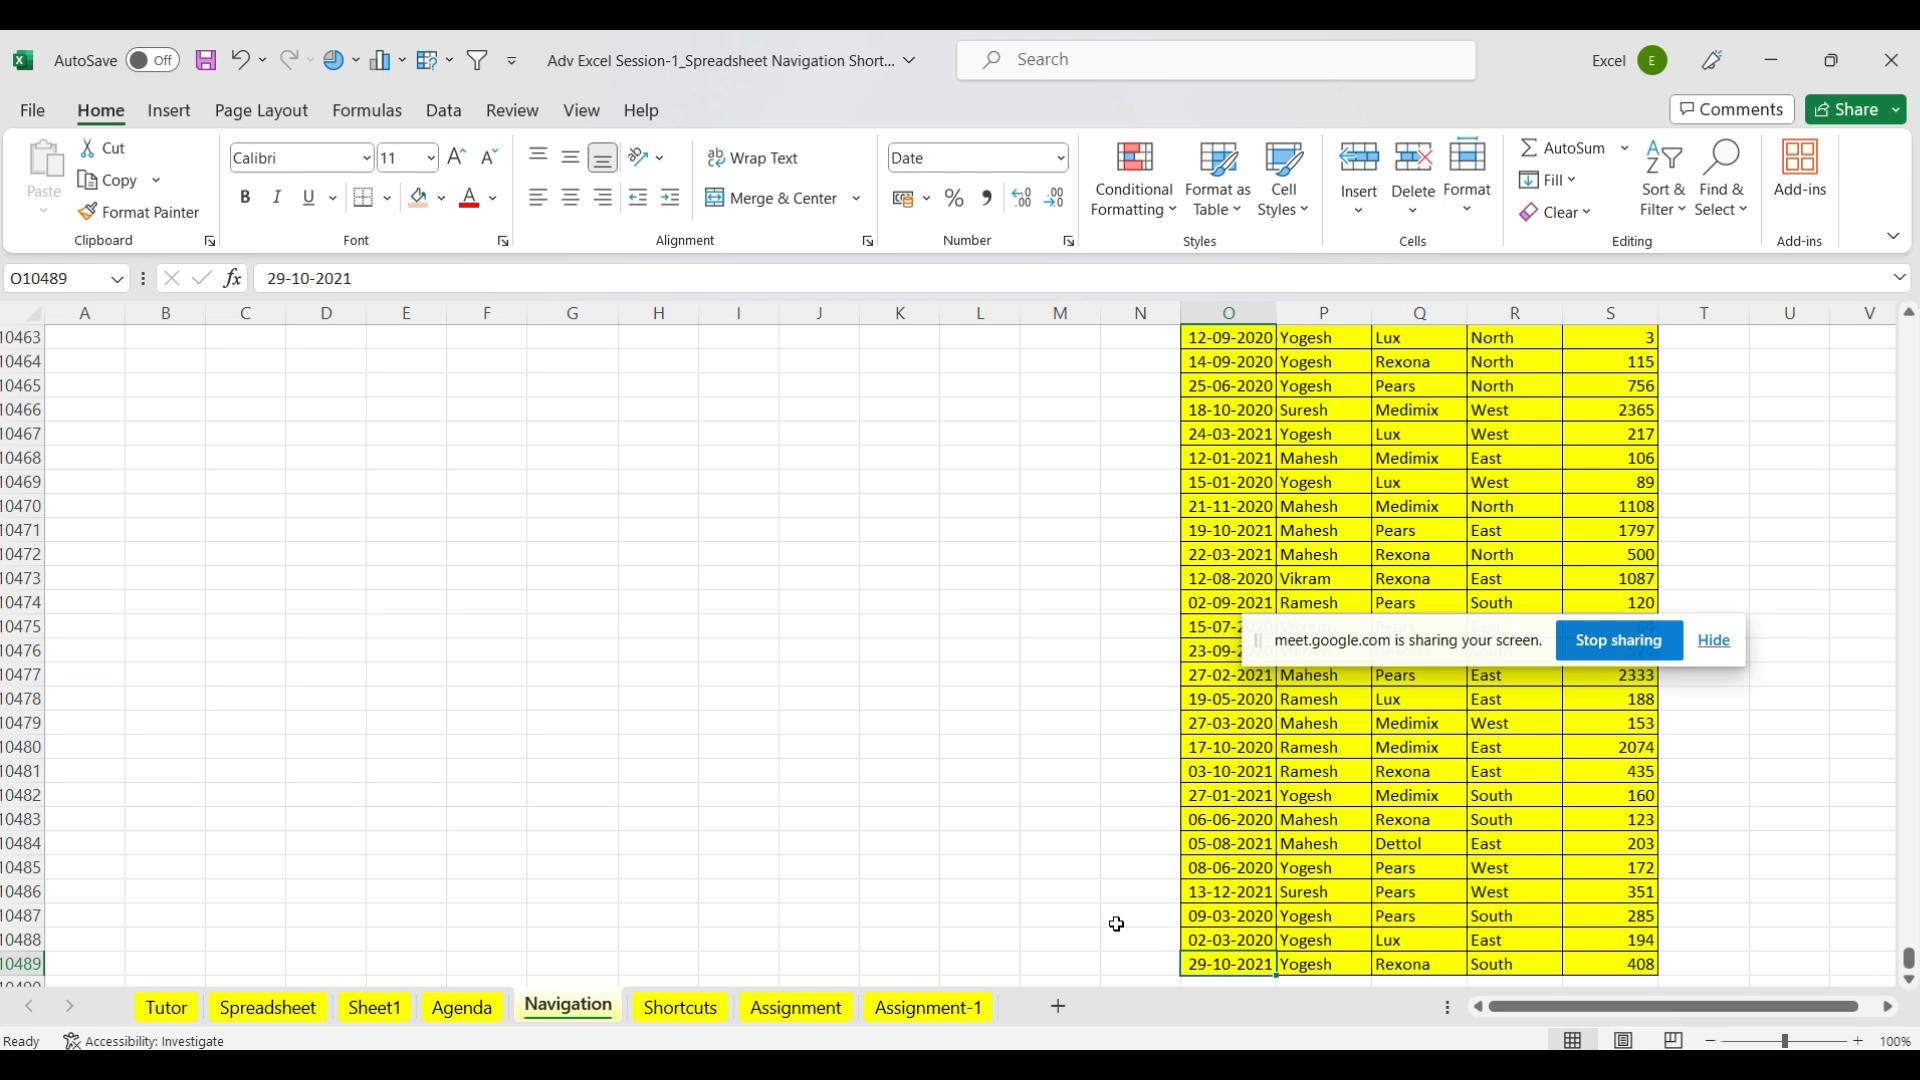 AutoSave Off Adv Excel Session-1_Spreadsheet Navigation Short... Search Excel E
File Home Insert Page Layout Formulas Data Review View Help Comments Share
Paste Cut Copy Format Painter Clipboard
Calibri 11 B I U Font
ab Wrap Text Merge & Center Alignment
Date % Number
Conditional Formatting Format as Table Cell Styles Styles
Insert Delete Format Cells
AutoSum Fill Clear Sort & Filter Find & Select Editing
Add-ins Add-ins
O10489 fx 29-10-2021
A B C D E F G H I J K L M N O P Q R S T U V
10463 12-09-2020 Yogesh Lux North 3
10464 14-09-2020 Yogesh Rexona North 115
10465 25-06-2020 Yogesh Pears North 756
10466 18-10-2020 Suresh Medimix West 2365
10467 24-03-2021 Yogesh Lux West 217
10468 12-01-2021 Mahesh Medimix East 106
10469 15-01-2020 Yogesh Lux West 89
10470 21-11-2020 Mahesh Medimix North 1108
10471 19-10-2021 Mahesh Pears East 1797
10472 22-03-2021 Mahesh Rexona North 500
10473 12-08-2020 Vikram Rexona East 1087
10474 02-09-2021 Ramesh Pears South 120
10475 15-07-2
meet.google.com is sharing your screen. Stop sharing Hide
10476 23-09-2
10477 27-02-2021 Mahesh Pears East 2333
10478 19-05-2020 Ramesh Lux East 188
10479 27-03-2020 Mahesh Medimix West 153
10480 17-10-2020 Ramesh Medimix East 2074
10481 03-10-2021 Ramesh Rexona East 435
10482 27-01-2021 Yogesh Medimix South 160
10483 06-06-2020 Mahesh Rexona South 123
10484 05-08-2021 Mahesh Dettol East 203
10485 08-06-2020 Yogesh Pears West 172
10486 13-12-2021 Suresh Pears West 351
10487 09-03-2020 Yogesh Pears South 285
10488 02-03-2020 Yogesh Lux East 194
10489 29-10-2021 Yogesh Rexona South 408
Tutor Spreadsheet Sheet1 Agenda Navigation Shortcuts Assignment Assignment-1
Ready Accessibility: Investigate 100%